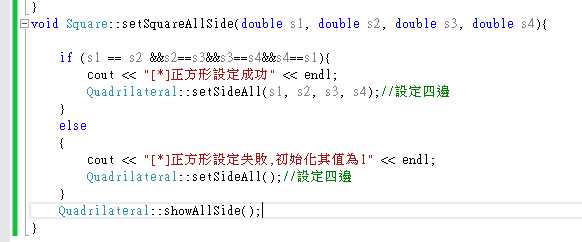 }
void Square::setSquareAllSide(double s1, double s2, double s3, double s4){
if (s1 == s2 &&s2==s3&&s3==s4&&s4==s1){
cout << "[*]正方形設定成功" << endl;
Quadrilateral::setSideAll(s1, s2, s3, s4);//設定四邊
}
else
{
cout << "[*]正方形設定失敗,初始化其值為1" << endl;
Quadrilateral::setSideAll();//設定四邊
}
Quadrilateral::showAllSide();
}